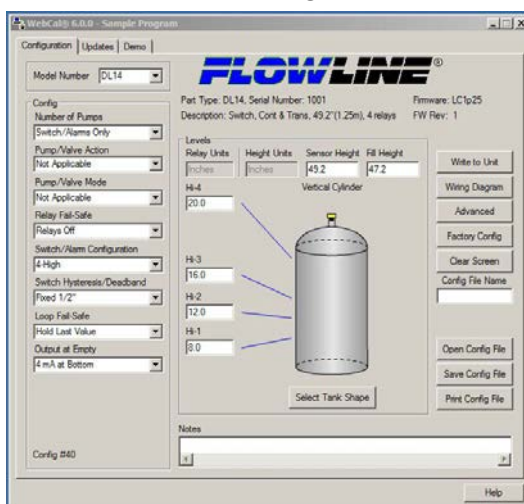 WebCal® 6.0.0 - Sample Program
Configuration Updates Demo
Model Number DL14
FLOWLINE®
Part Type: DL14, Serial Number: 1001 Firmware: LC1p25
Description: Switch, Cont & Trans, 49.2"(1.25m), 4 relays FW Rev: 1
Config
Number of Pumps
Switch/Alarms Only
Pump/Valve Action
Not Applicable
Pump/Valve Mode
Not Applicable
Relay Fail-Safe
Relays Off
Switch/Alarm Configuration
4-High
Switch Hysteresis/Deadband
Fixed 1/2"
Loop Fail-Safe
Hold Last Value
Output at Empty
4 mA at Bottom
Config #40
Levels
Relay Units Height Units Sensor Height Fill Height
Inches Inches 49.2 47.2
Hi-4 Vertical Cylinder
20.0
Hi-3
16.0
Hi-2
12.0
Hi-1
8.0
Select Tank Shape
Write to Unit
Wiring Diagram
Advanced
Factory Config
Clear Screen
Config File Name
Open Config File
Save Config File
Print Config File
Notes
Help